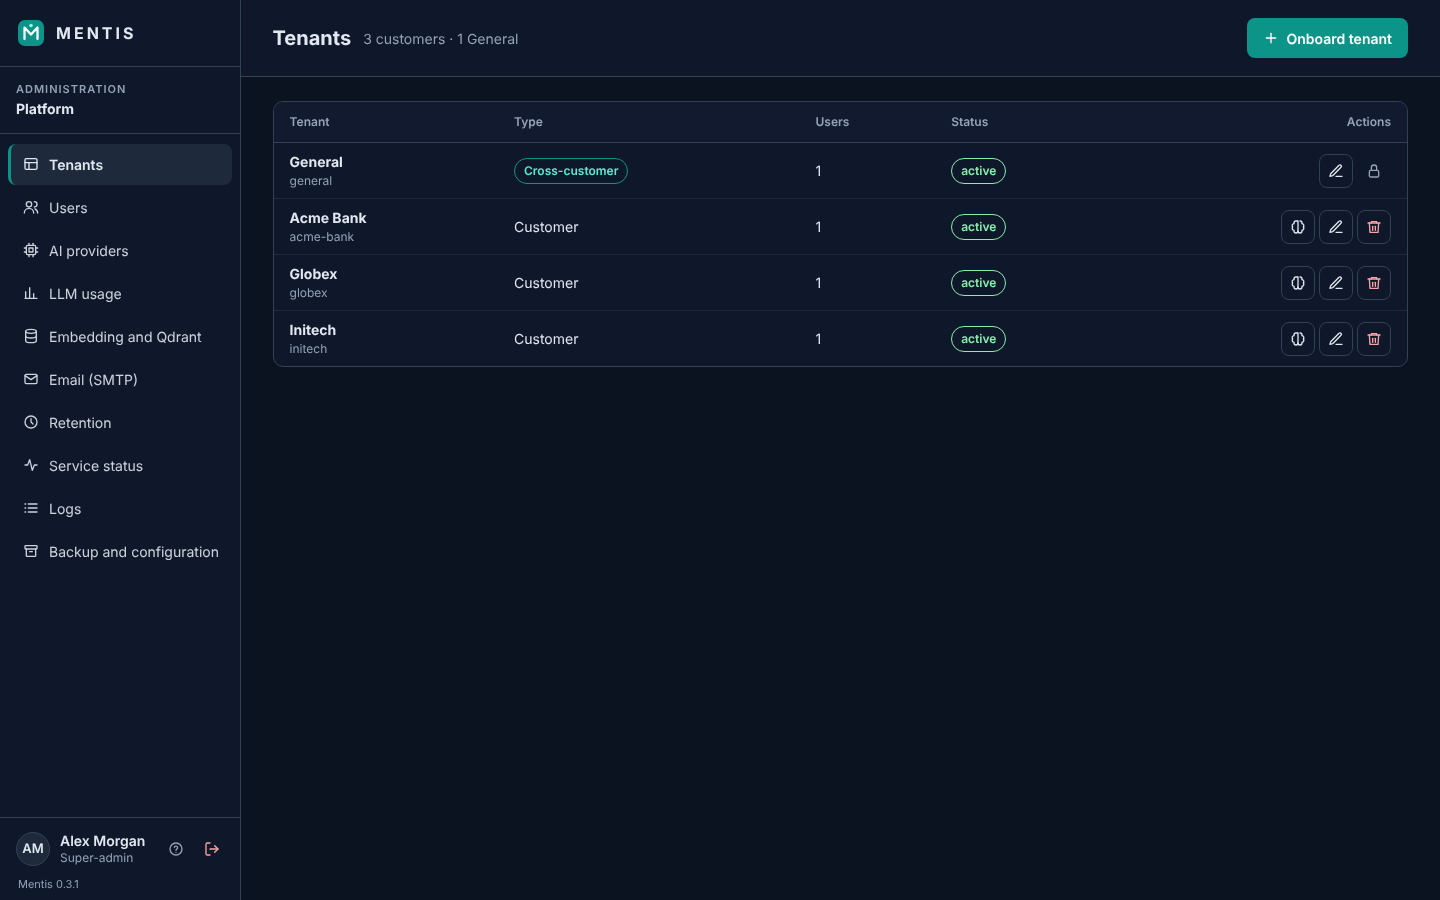 MENTIS
ADMINISTRATION
Platform
Tenants
Users
AI providers
LLM usage
Embedding and Qdrant
Email (SMTP)
Retention
Service status
Logs
Backup and configuration
AM
Alex Morgan
Super-admin
Mentis 0.3.1
Tenants 3 customers · 1 General
+ Onboard tenant
Tenant Type Users Status Actions
General
general
Cross-customer 1 active
Acme Bank
acme-bank
Customer 1 active
Globex
globex
Customer 1 active
Initech
initech
Customer 1 active